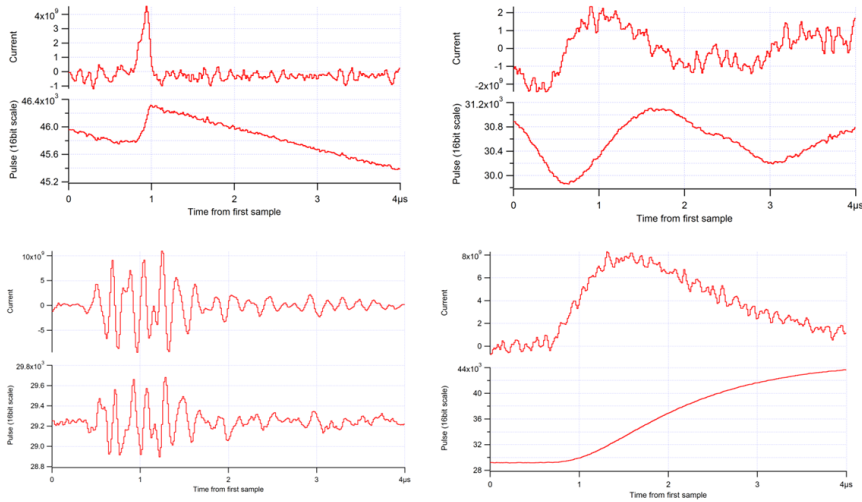 Current
4x10⁹
3
2
1
0
-1
Pulse (16bit scale)
46.4x10³
46.0
45.6
45.2
0
1
2
3
4µs
Time from first sample
Current
2
1
0
-1
-2x10⁹
Pulse (16bit scale)
31.2x10³
30.8
30.4
30.0
0
1
2
3
4µs
Time from first sample
Current
5
0
-5
Pulse (16bit scale)
29.8x10³
29.6
29.4
29.2
29.0
28.8
0
1
2
3
4µs
Time from first sample
Current
8x10⁹
6
4
2
0
Pulse (16bit scale)
44x10³
40
36
32
28
0
1
2
3
4µs
Time from first sample